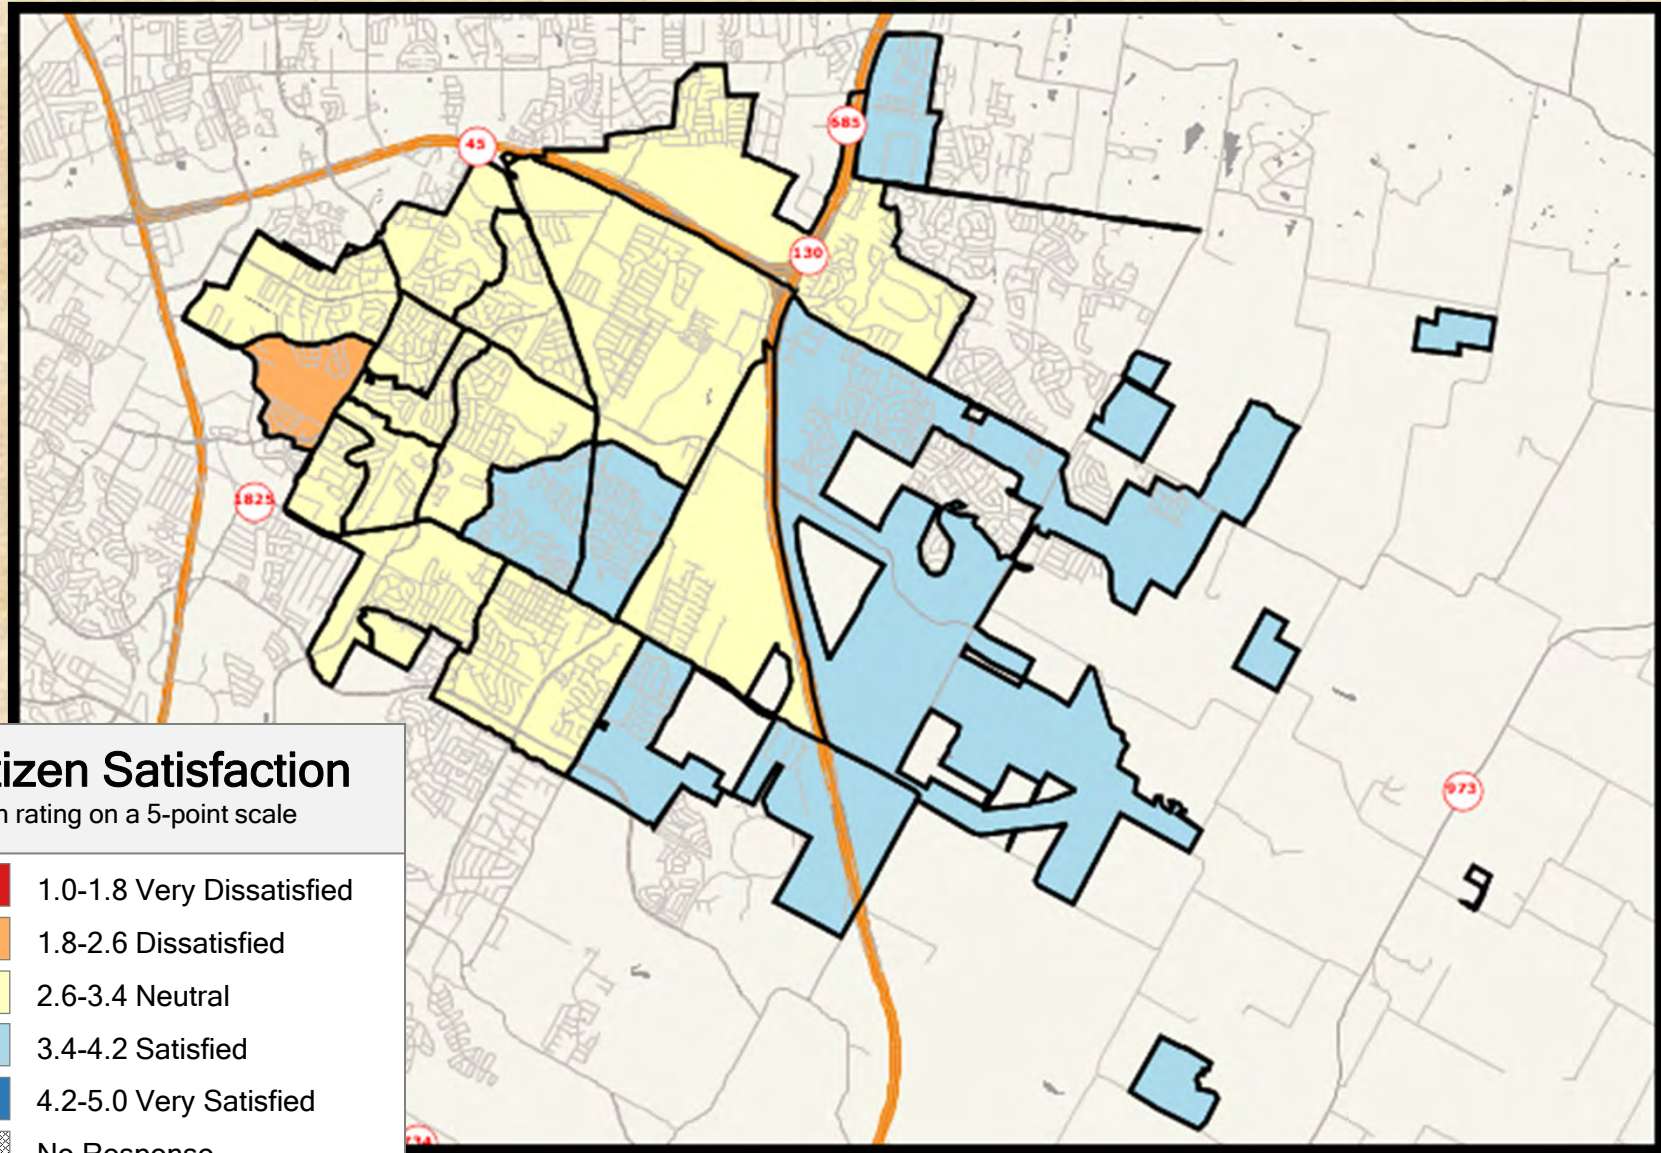 685
45
130
1825
973
734
tizen Satisfaction
n rating on a 5-point scale
1.0-1.8 Very Dissatisfied
1.8-2.6 Dissatisfied
2.6-3.4 Neutral
3.4-4.2 Satisfied
4.2-5.0 Very Satisfied
No Response